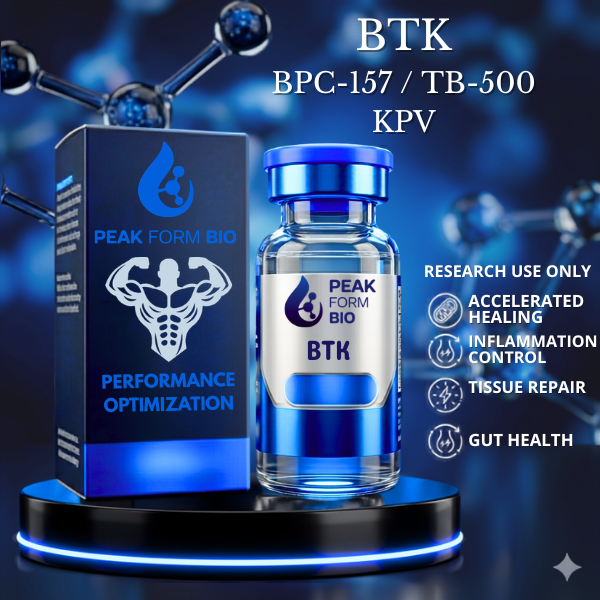 BTK
BPC-157 / TB-500
KPV
PEAK FORM BIO
PERFORMANCE
OPTIMIZATION
PEAK
FORM
BIO
BTK
RESEARCH USE ONLY
ACCELERATED
HEALING
INFLAMMATION
CONTROL
TISSUE REPAIR
GUT HEALTH